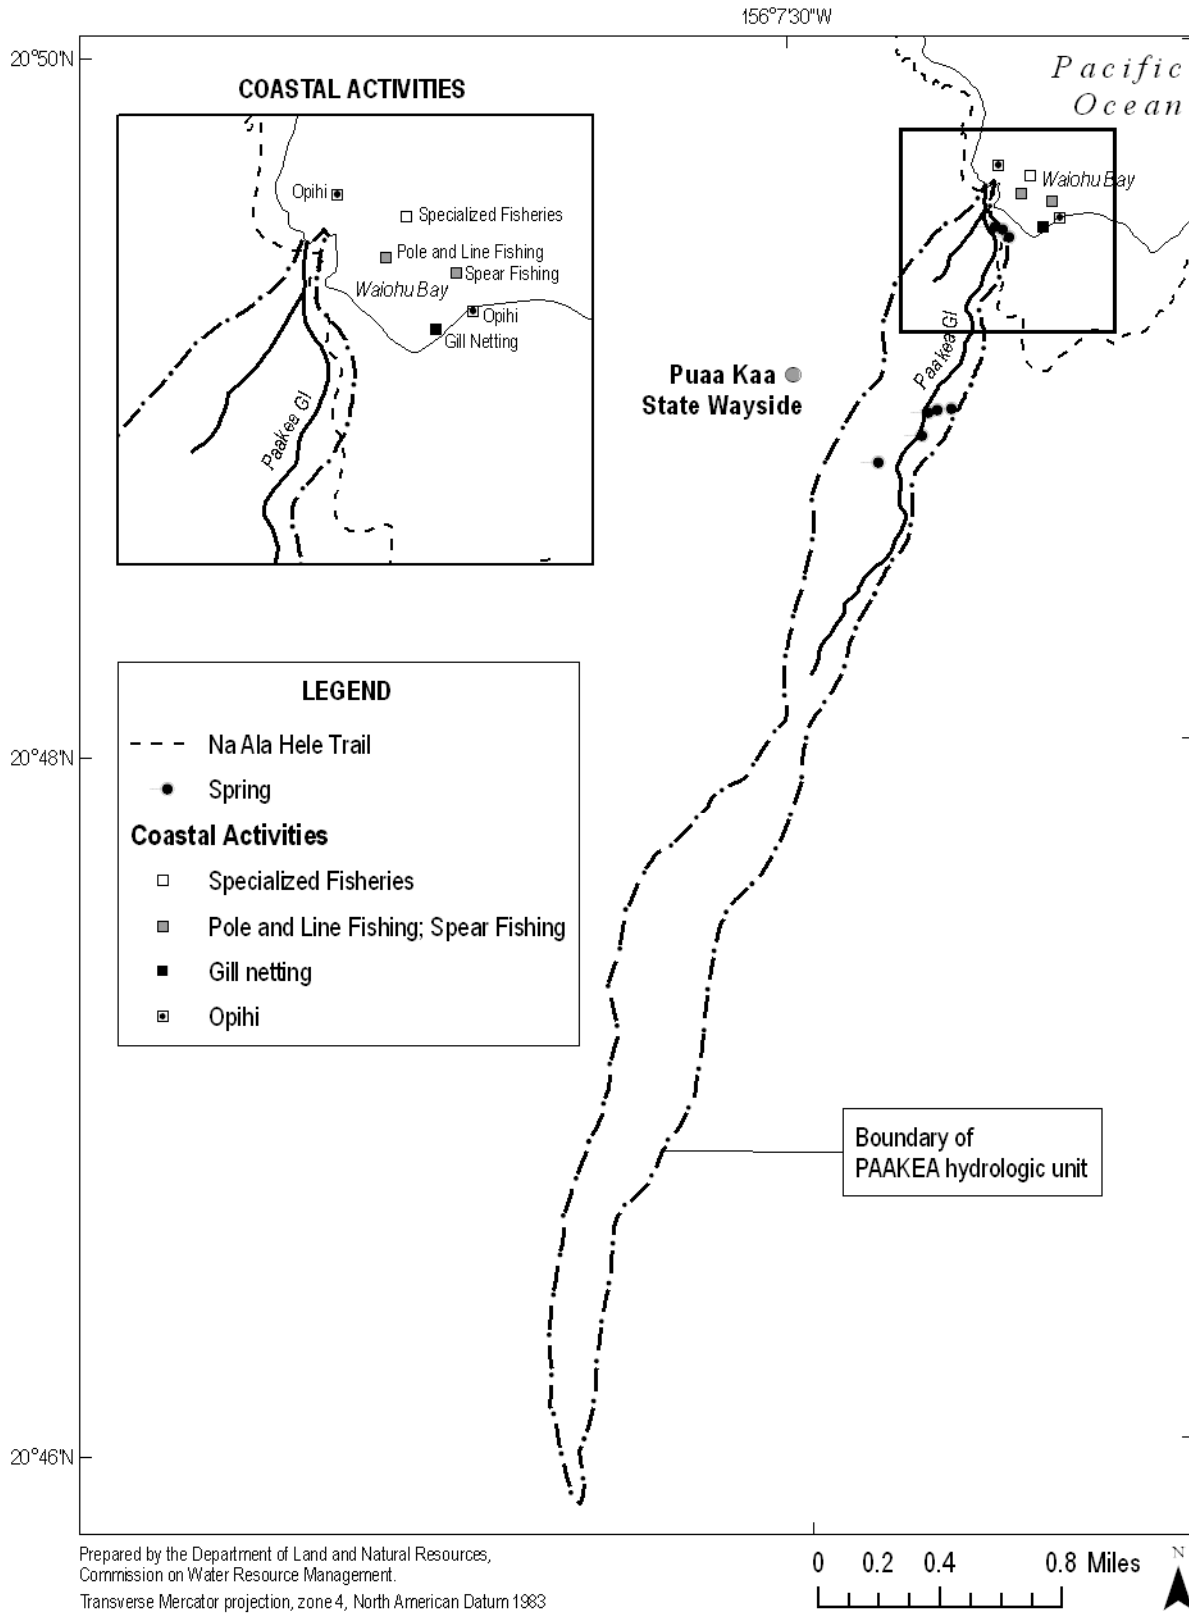 156°7'30"W
20°50'N
Pacific
Ocean
COASTAL ACTIVITIES
Opihi
Specialized Fisheries
Pole and Line Fishing
Spear Fishing
Waiohu Bay
Opihi
Gill Netting
Paakea Gl
Waiohu Bay
Paakea Gl
Puaa Kaa
State Wayside
LEGEND
Na Ala Hele Trail
Spring
Coastal Activities
Specialized Fisheries
Pole and Line Fishing; Spear Fishing
Gill netting
Opihi
20°48'N
Boundary of
PAAKEA hydrologic unit
20°46'N
Prepared by the Department of Land and Natural Resources,
Commission on Water Resource Management.
Transverse Mercator projection, zone 4, North American Datum 1983
0 0.2 0.4 0.8 Miles
N